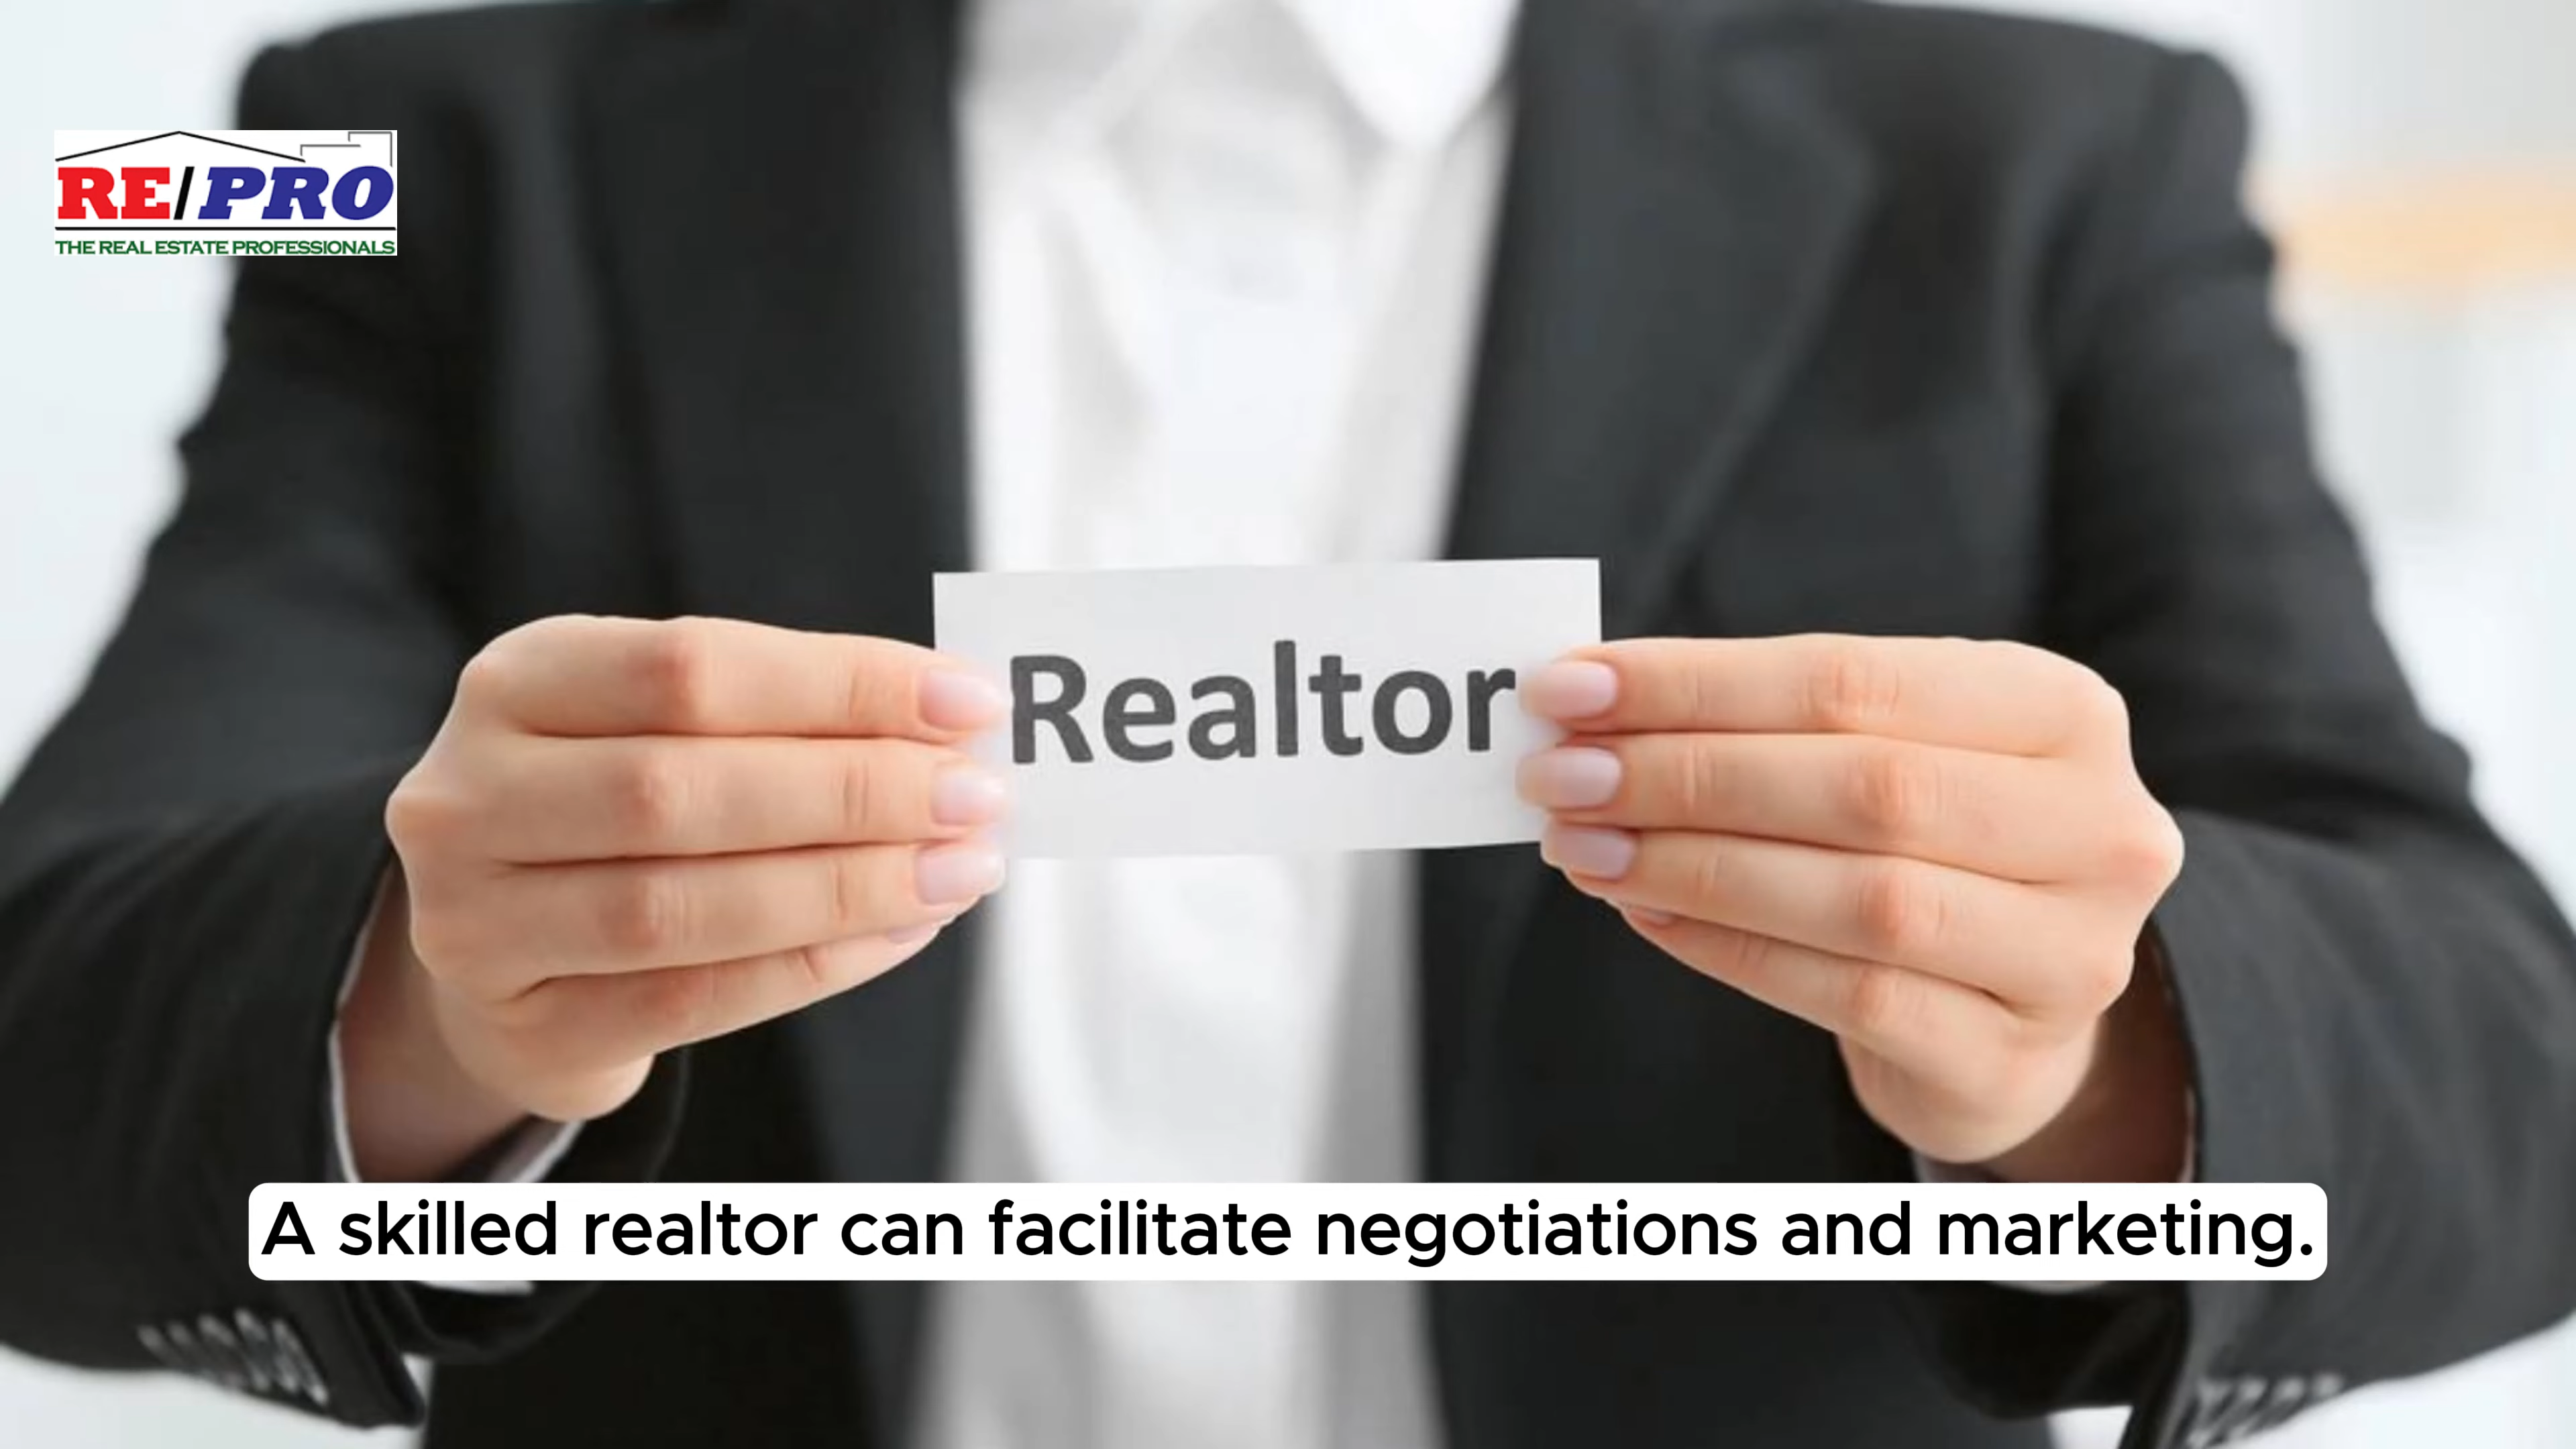 RE/PRO
THE REAL ESTATE PROFESSIONALS
Realtor
A skilled realtor can facilitate negotiations and marketing.